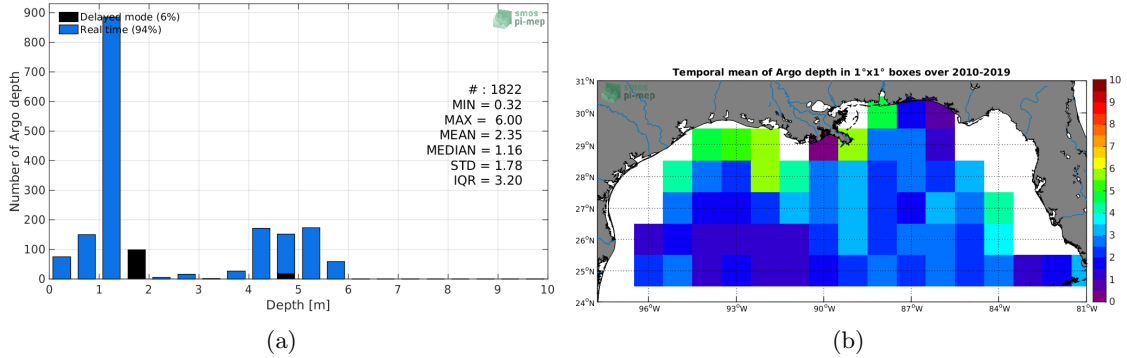 Delayed mode (6%)
Real time (94%)
smos
pi-mep
Number of Argo depth
900
800
700
600
500
400
300
200
100
0
# : 1822
MIN = 0.32
MAX = 6.00
MEAN = 2.35
MEDIAN = 1.16
STD = 1.78
IQR = 3.20
0 1 2 3 4 5 6 7 8 9 10
Depth [m]
(a)
Temporal mean of Argo depth in 1°x1° boxes over 2010-2019
smos
pi-mep
31°N
30°N
29°N
28°N
27°N
26°N
25°N
24°N
96°W 93°W 90°W 87°W 84°W 81°W
10
9
8
7
6
5
4
3
2
1
0
(b)